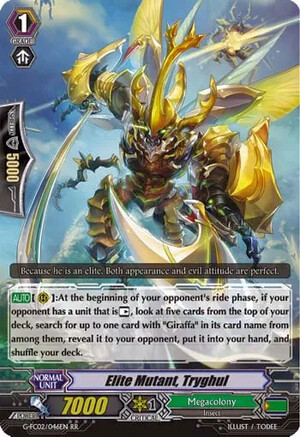 1
GRADE
5000
Because he is an elite. Both appearance and evil attitude are perfect.
AUTO [ ]:At the beginning of your opponent's ride phase, if your
opponent has a unit that is , look at five cards from the top of your
deck, search for up to one card with "Giraffa" in its card name from
among them, reveal it to your opponent, put it into your hand, and
shuffle your deck.
NORMAL
UNIT
Elite Mutant, Tryghul
POWER
7000
1
CRITICAL
Megacolony
Insect
G-FC02/046EN RR
ILLUST / TODEE